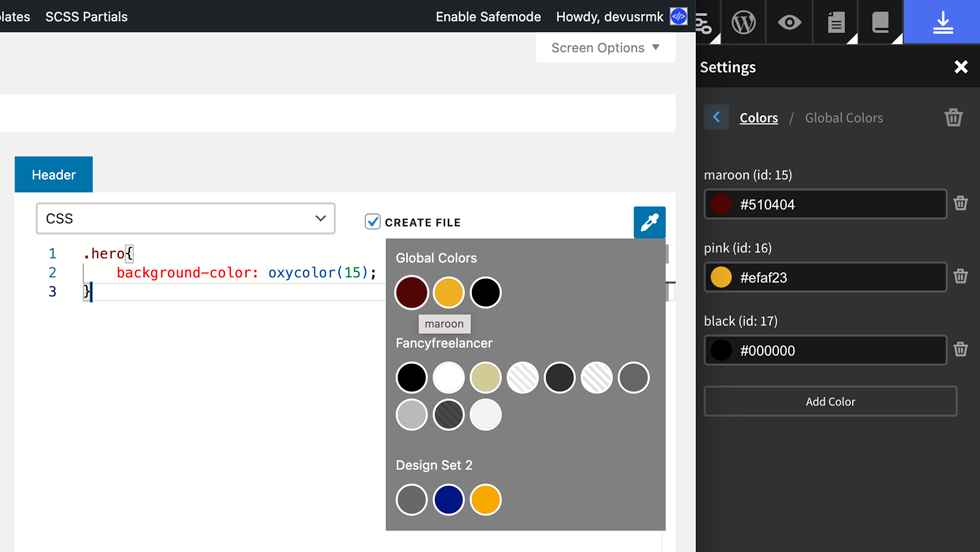 lates SCSS Partials Enable Safemode Howdy, devusrmk
Screen Options ▼
Header
CSS
CREATE FILE
1 .hero{
2 background-color: oxycolor(15);
3 }
Global Colors
maroon
Fancyfreelancer
Design Set 2
Settings
Colors / Global Colors
maroon (id: 15)
#510404
pink (id: 16)
#efaf23
black (id: 17)
#000000
Add Color